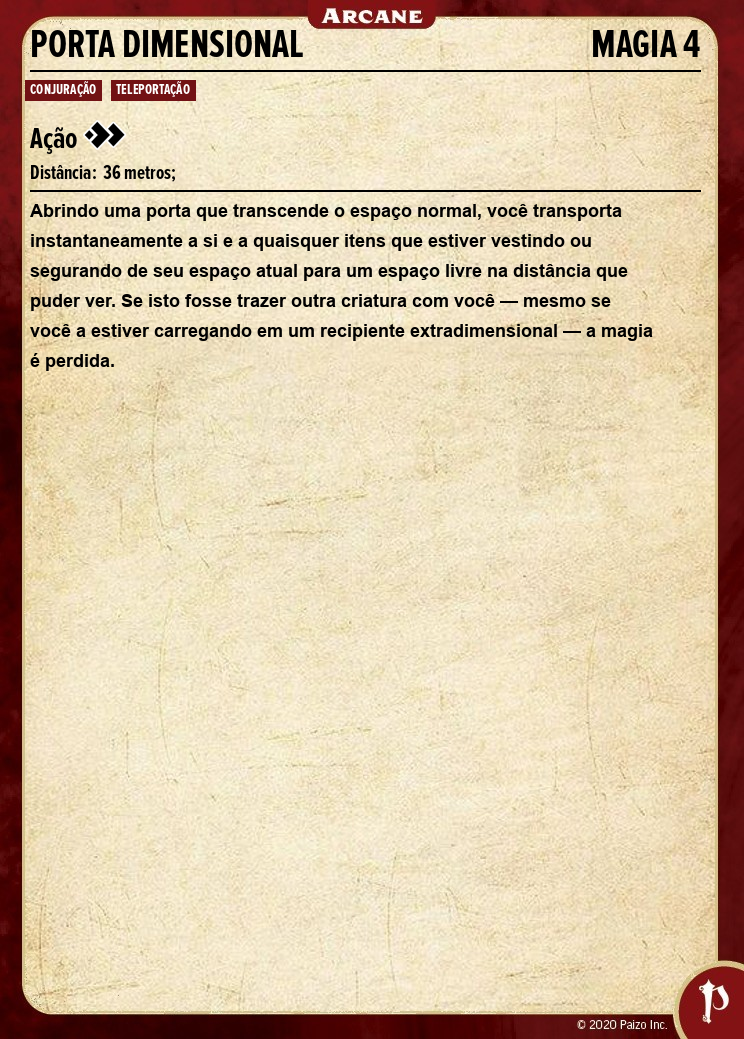 ARCANE
PORTA DIMENSIONAL MAGIA 4
CONJURAÇÃO TELEPORTAÇÃO
Ação
Distância: 36 metros;
Abrindo uma porta que transcende o espaço normal, você transporta
instantaneamente a si e a quaisquer itens que estiver vestindo ou
segurando de seu espaço atual para um espaço livre na distância que
puder ver. Se isto fosse trazer outra criatura com você — mesmo se
você a estiver carregando em um recipiente extradimensional — a magia
é perdida.
© 2020 Paizo Inc.